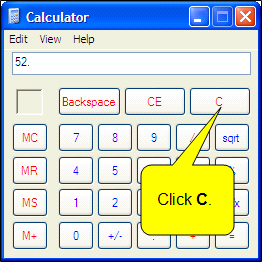 Calculator
Edit View Help
52.
Backspace CE C
MC 7 8 9 / sqrt
MR 4 5
MS 1 2 x
M+ 0 +/- . + =
Click C.